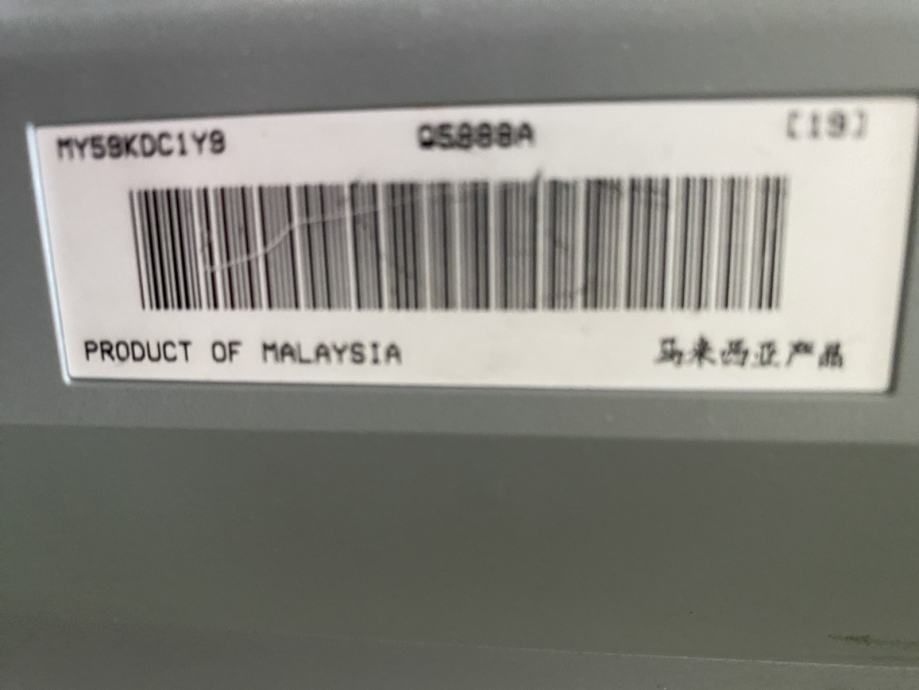 MY59KDC1Y9 Q5888A [19]
PRODUCT OF MALAYSIA 马来西亚产品